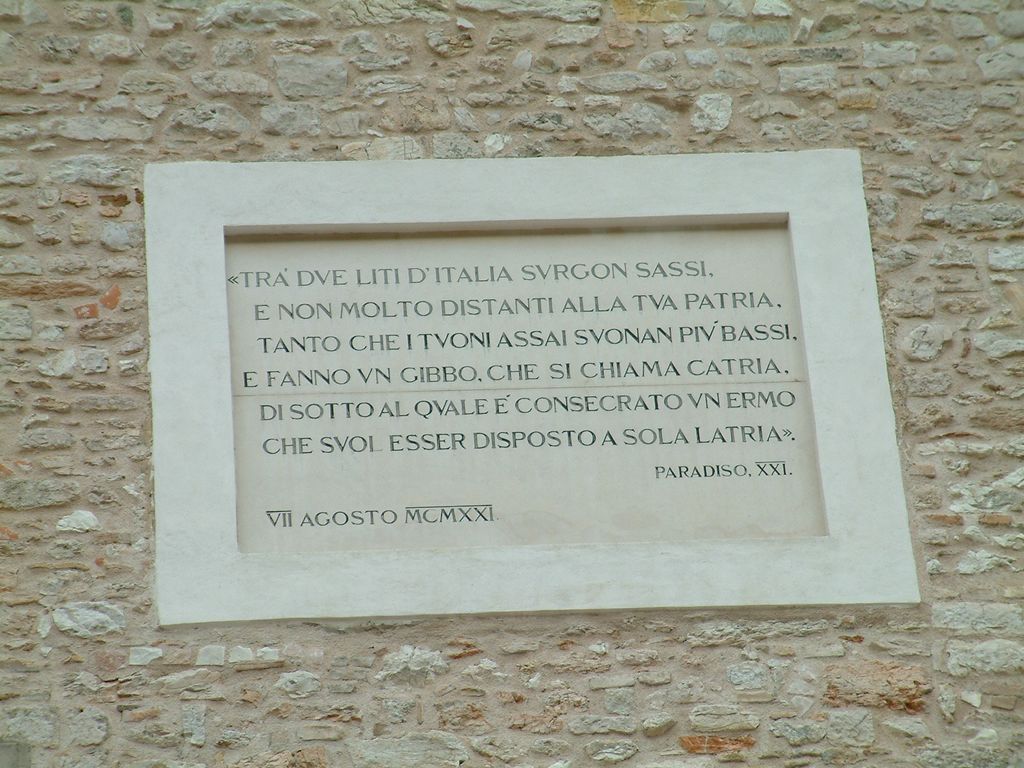 «TRA' DVE LITI D'ITALIA SVRGON SASSI,
E NON MOLTO DISTANTI ALLA TVA PATRIA,
TANTO CHE I TVONI ASSAI SVONAN PIV' BASSI,
E FANNO VN GIBBO, CHE SI CHIAMA CATRIA,
DI SOTTO AL QVALE E' CONSECRATO VN ERMO
CHE SVOL ESSER DISPOSTO A SOLA LATRIA».
PARADISO, XXI.
VII AGOSTO MCMXXI.